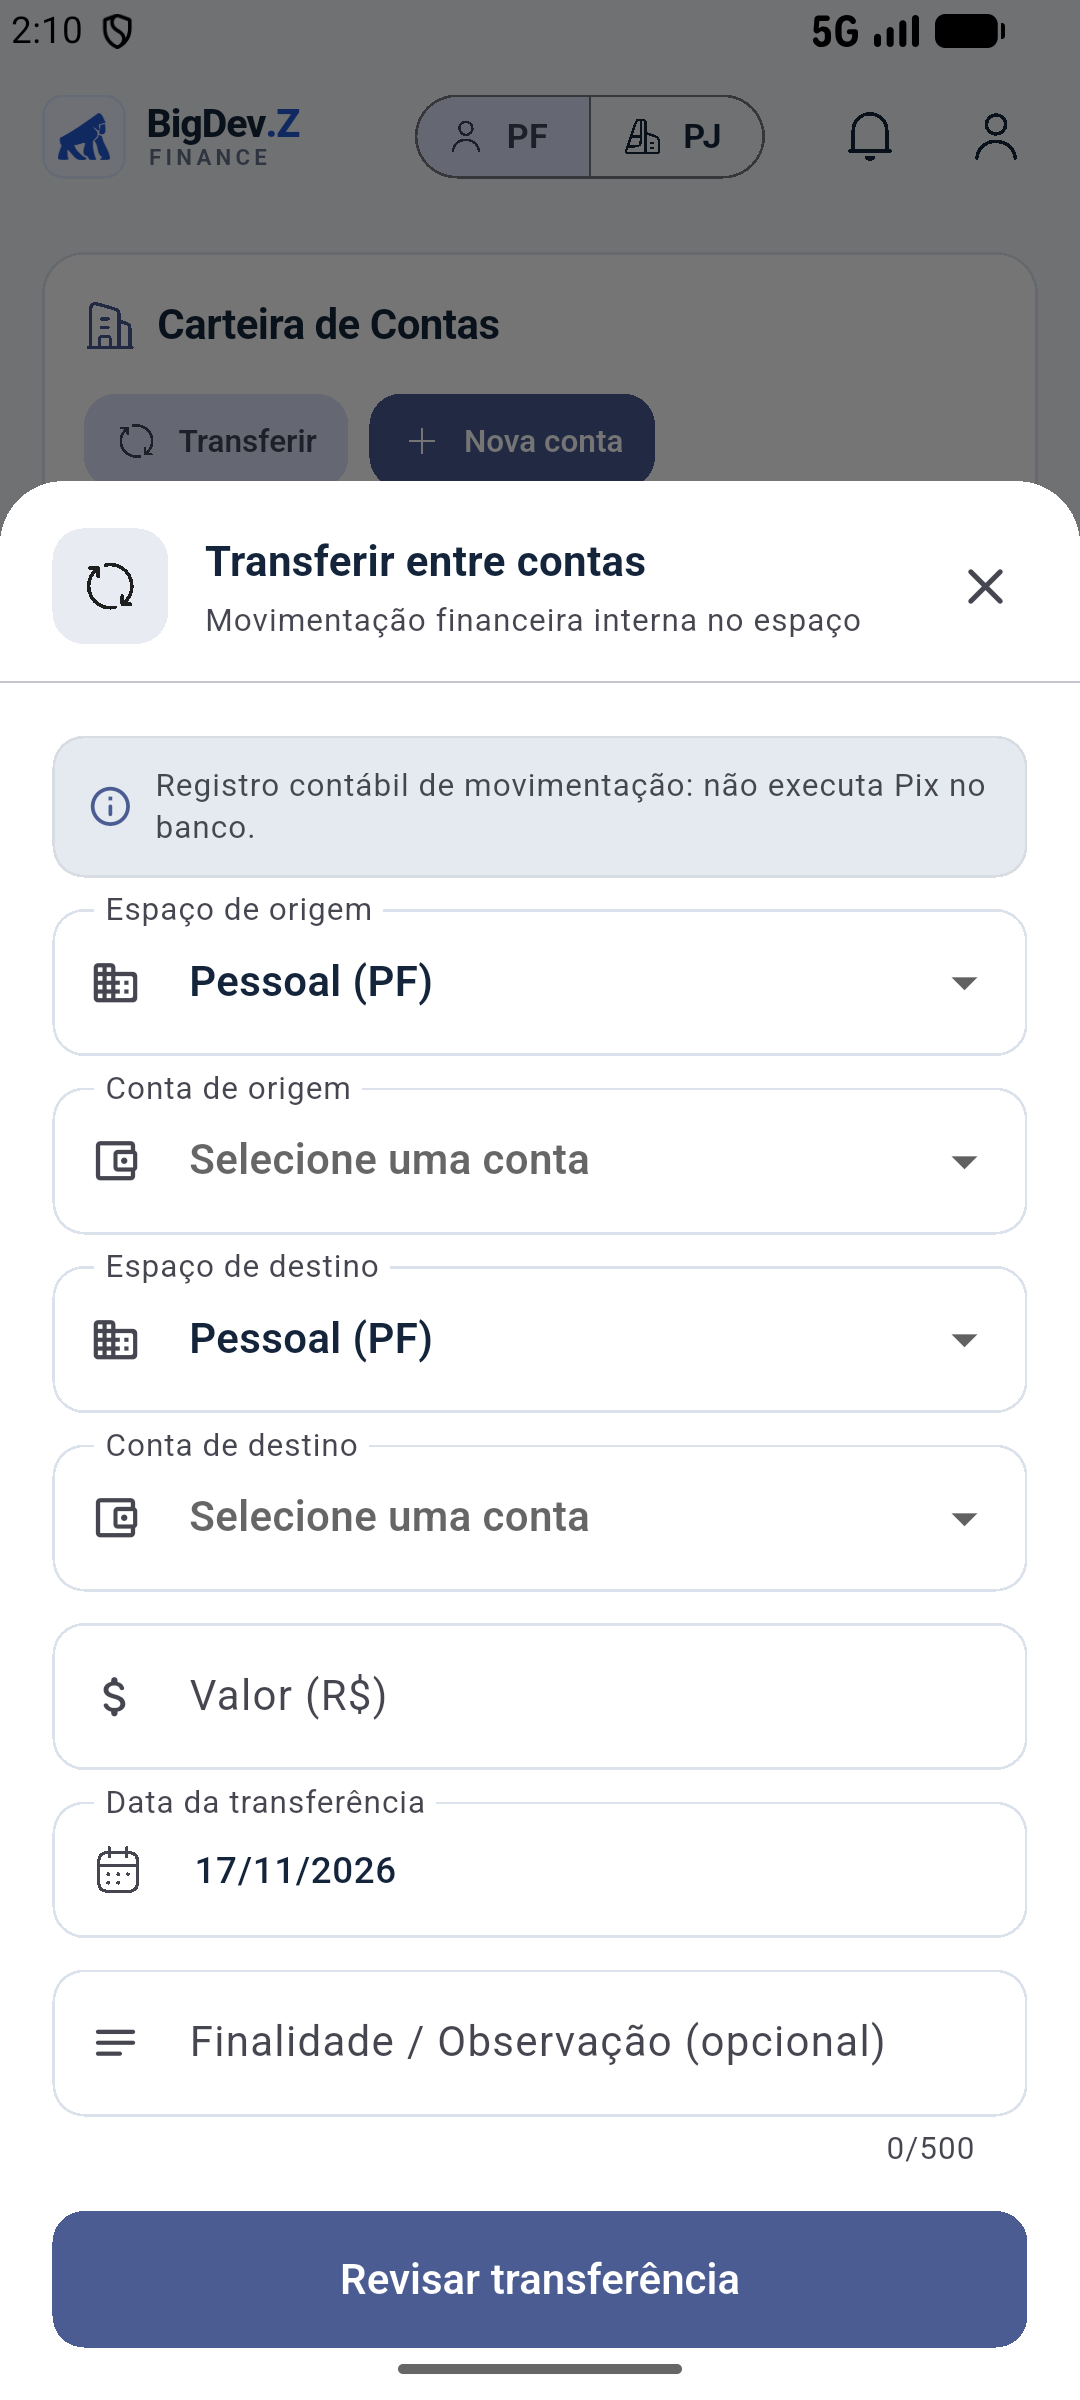 2:10
5G
BigDev.Z
FINANCE
PF
PJ
Carteira de Contas
Transferir
Nova conta
Transferir entre contas
Movimentação financeira interna no espaço
Registro contábil de movimentação: não executa Pix no
banco.
Espaço de origem
Pessoal (PF)
Conta de origem
Selecione uma conta
Espaço de destino
Pessoal (PF)
Conta de destino
Selecione uma conta
Valor (R$)
Data da transferência
17/11/2026
Finalidade / Observação (opcional)
0/500
Revisar transferência